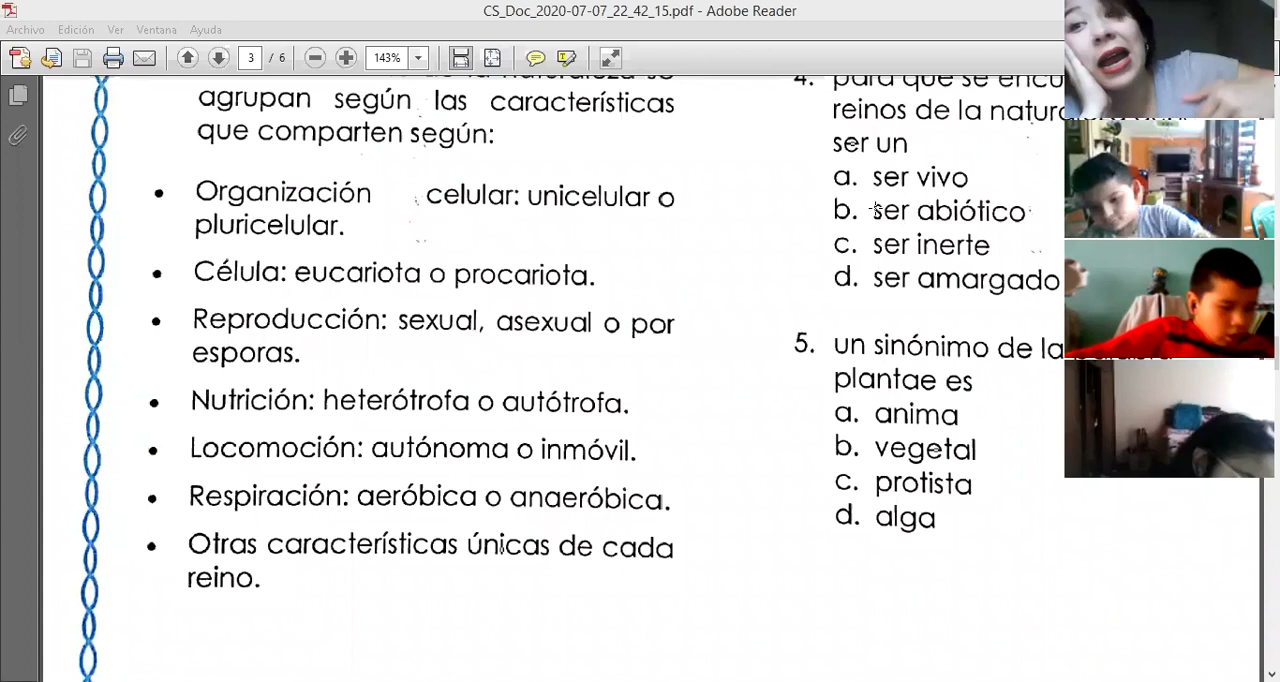 CS_Doc_2020-07-07_22_42_15.pdf - Adobe Reader
Archivo Edición Ver Ventana Ayuda
3 / 6 143%
agrupan según las características
que comparten según:
• Organización celular: unicelular o
pluricelular.
• Célula: eucariota o procariota.
• Reproducción: sexual, asexual o por
esporas.
• Nutrición: heterótrofa o autótrofa.
• Locomoción: autónoma o inmóvil.
• Respiración: aeróbica o anaeróbica.
• Otras características únicas de cada
reino.
4. para que se encu
reinos de la natur
ser un
a. ser vivo
b. ser abiótico
c. ser inerte
d. ser amargado
5. un sinónimo de la
plantae es
a. anima
b. vegetal
c. protista
d. alga